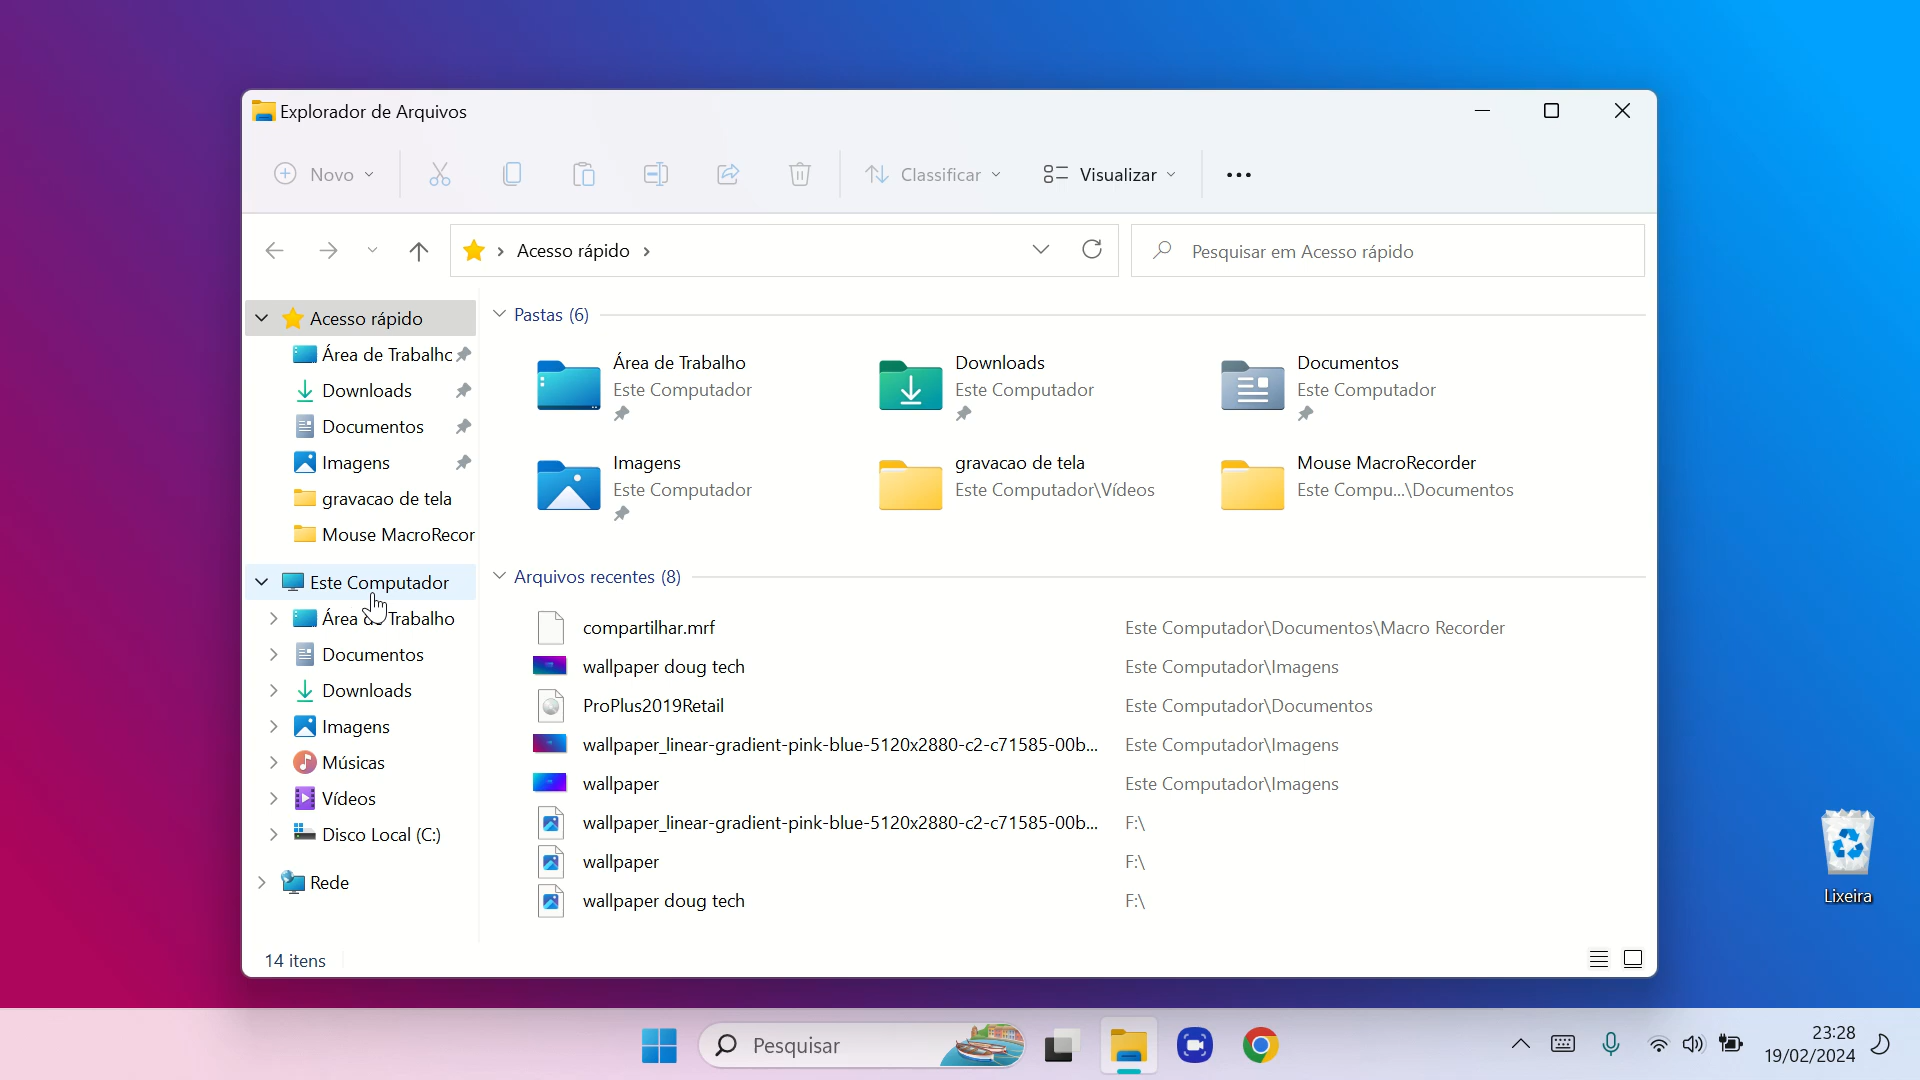 Explorador de Arquivos
Novo
Classificar
Visualizar
Acesso rápido
Pesquisar em Acesso rápido
Acesso rápido
Área de Trabalho
Downloads
Documentos
Imagens
gravacao de tela
Mouse MacroRecor
Este Computador
Área de Trabalho
Documentos
Downloads
Imagens
Músicas
Vídeos
Disco Local (C:)
Rede
Pastas (6)
Área de Trabalho
Este Computador
Downloads
Este Computador
Documentos
Este Computador
Imagens
Este Computador
gravacao de tela
Este Computador\Vídeos
Mouse MacroRecorder
Este Compu...\Documentos
Arquivos recentes (8)
compartilhar.mrf Este Computador\Documentos\Macro Recorder
wallpaper doug tech Este Computador\Imagens
ProPlus2019Retail Este Computador\Documentos
wallpaper_linear-gradient-pink-blue-5120x2880-c2-c71585-00b... Este Computador\Imagens
wallpaper Este Computador\Imagens
wallpaper_linear-gradient-pink-blue-5120x2880-c2-c71585-00b... F:\
wallpaper F:\
wallpaper doug tech F:\
14 itens
Lixeira
Pesquisar
23:28
19/02/2024